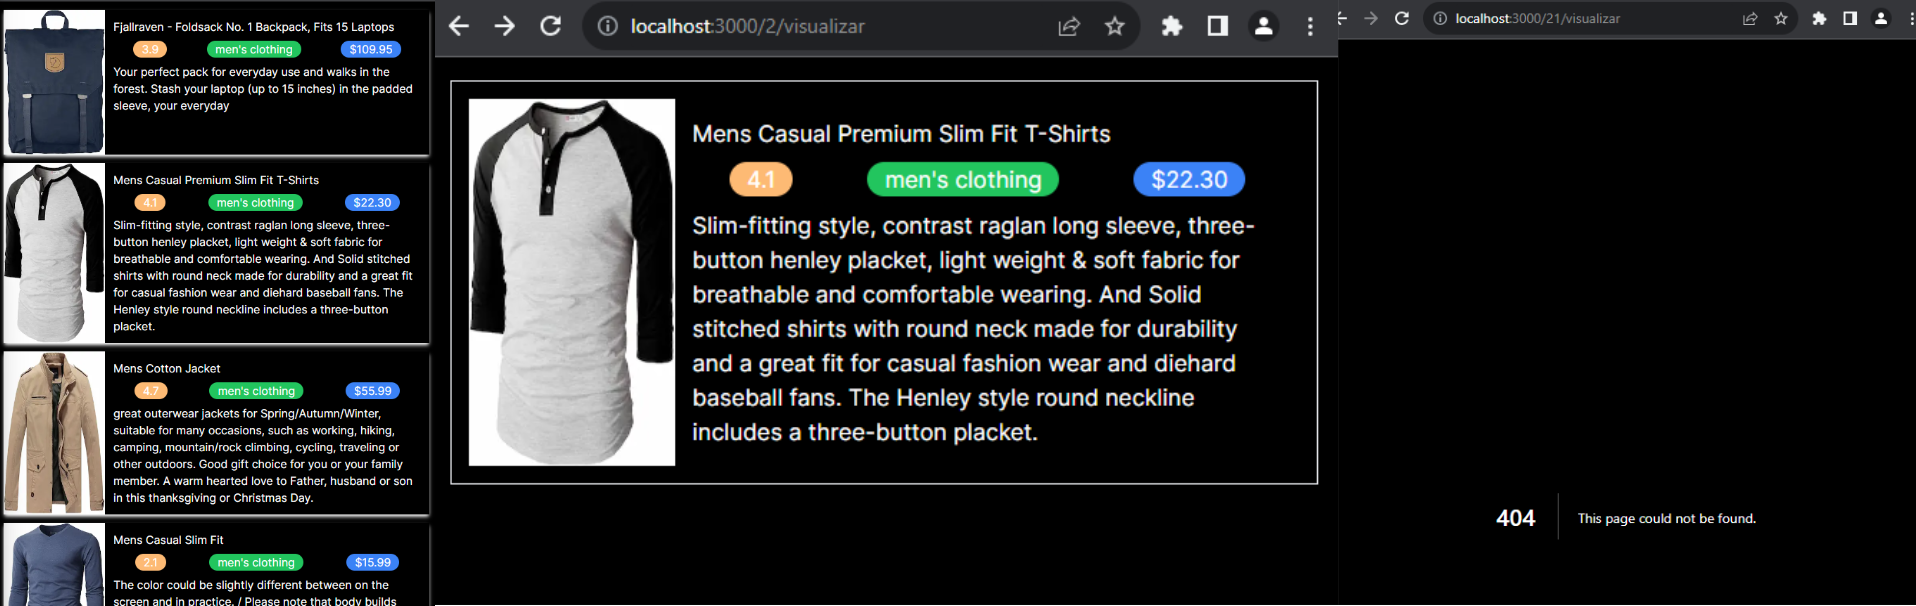 Fjallraven - Foldsack No. 1 Backpack, Fits 15 Laptops
3.9 men's clothing $109.95
Your perfect pack for everyday use and walks in the
forest. Stash your laptop (up to 15 inches) in the padded
sleeve, your everyday
Mens Casual Premium Slim Fit T-Shirts
4.1 men's clothing $22.30
Slim-fitting style, contrast raglan long sleeve, three-
button henley placket, light weight & soft fabric for
breathable and comfortable wearing. And Solid stitched
shirts with round neck made for durability and a great fit
for casual fashion wear and diehard baseball fans. The
Henley style round neckline includes a three-button
placket.
Mens Cotton Jacket
4.7 men's clothing $55.99
great outerwear jackets for Spring/Autumn/Winter,
suitable for many occasions, such as working, hiking,
camping, mountain/rock climbing, cycling, traveling or
other outdoors. Good gift choice for you or your family
member. A warm hearted love to Father, husband or son
in this thanksgiving or Christmas Day.
Mens Casual Slim Fit
2.1 men's clothing $15.99
The color could be slightly different between on the
screen and in practice. / Please note that body builds
localhost:3000/2/visualizar
Mens Casual Premium Slim Fit T-Shirts
4.1 men's clothing $22.30
Slim-fitting style, contrast raglan long sleeve, three-
button henley placket, light weight & soft fabric for
breathable and comfortable wearing. And Solid
stitched shirts with round neck made for durability
and a great fit for casual fashion wear and diehard
baseball fans. The Henley style round neckline
includes a three-button placket.
localhost:3000/21/visualizar
404 This page could not be found.